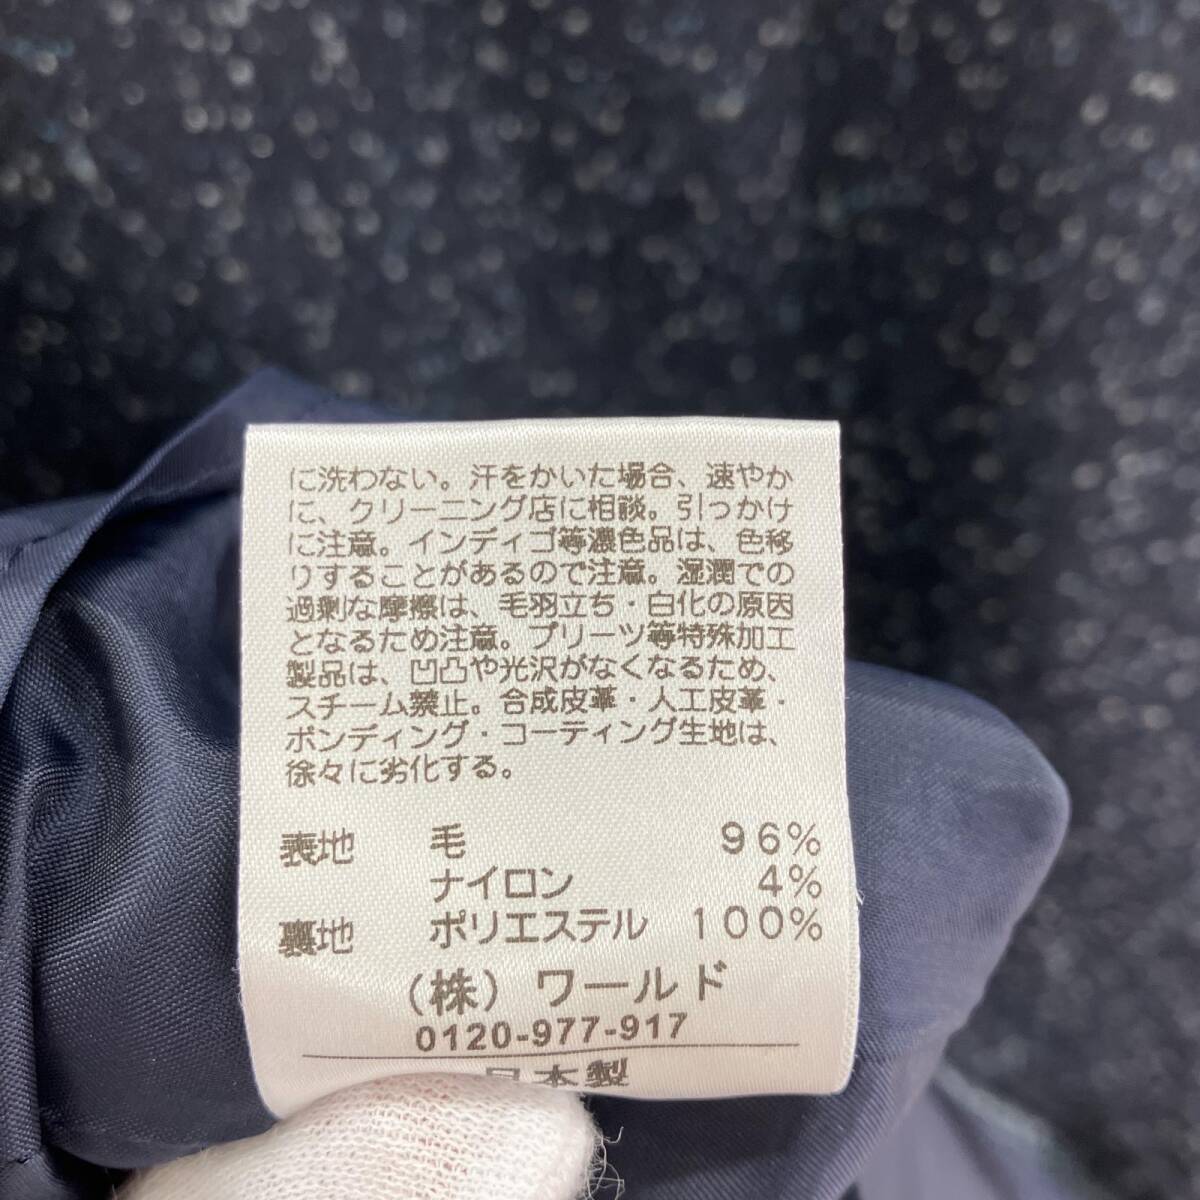 に洗わない。汗をかいた場合、速やか
に、クリーニング店に相談。引っかけ
に注意。インディゴ等濃色品は、色移
りすることがあるので注意。湿潤での
過剰な摩擦は、毛羽立ち・白化の原因
となるため注意。プリーツ等特殊加工
製品は、凹凸や光沢がなくなるため、
スチーム禁止。合成皮革・人工皮革・
ボンディング・コーティング生地は、
徐々に劣化する。
表地 毛 96%
ナイロン 4%
裏地 ポリエステル 100%
(株) ワールド
0120-977-917
日本製